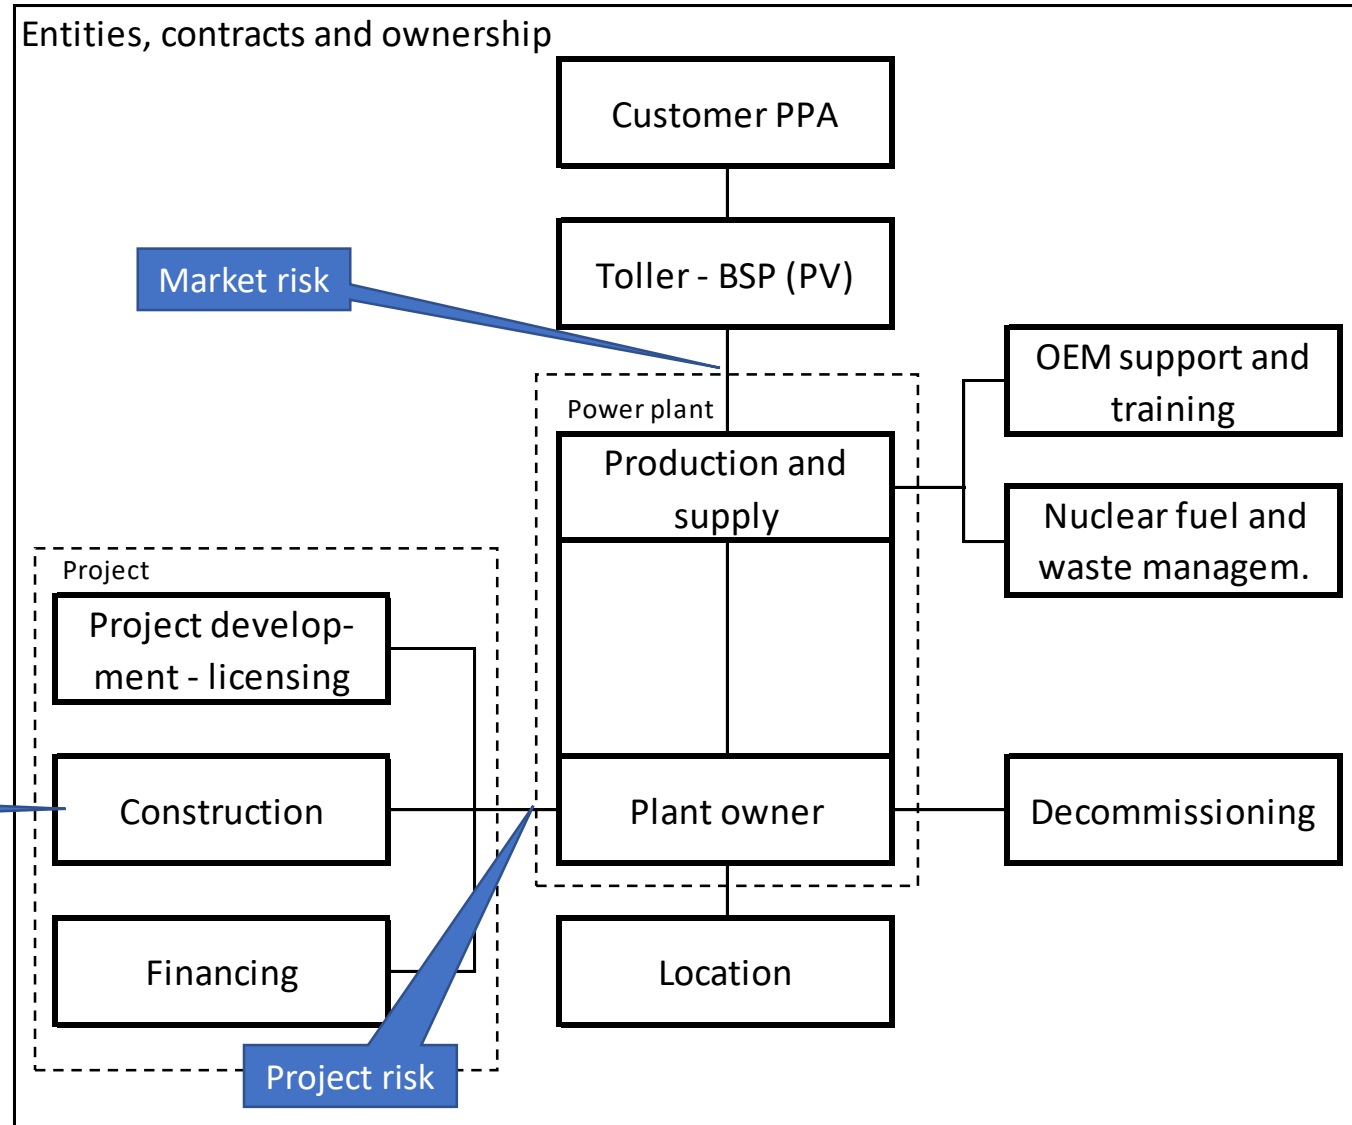 Entities, contracts and ownership
Customer PPA
Toller - BSP (PV)
Market risk
OEM support and
training
Power plant
Production and
supply
Nuclear fuel and
waste managem.
Project
Project develop-
ment - licensing
Construction
Plant owner
Decommissioning
Financing
Location
Project risk